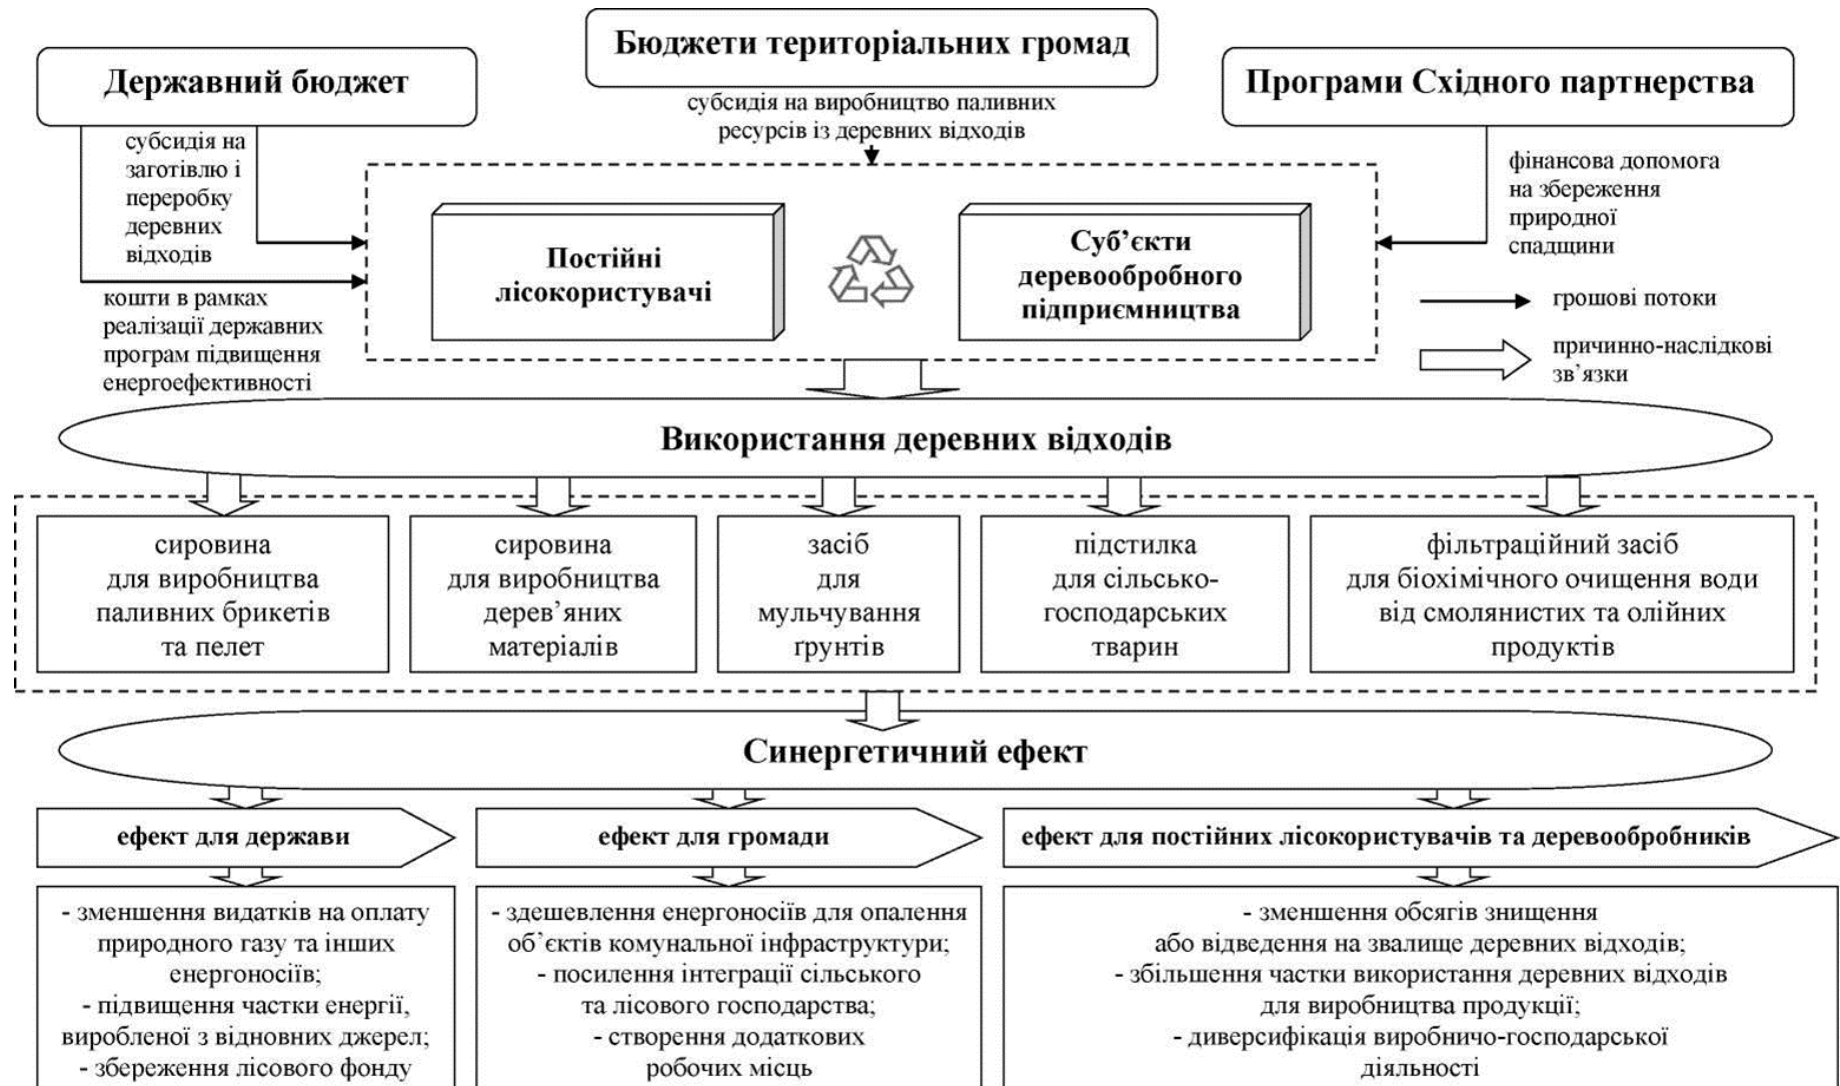 Державний бюджет
Бюджети територіальних громад
Програми Східного партнерства
субсидія на
заготівлю і
переробку
деревних
відходів
кошти в рамках
реалізації державних
програм підвищення
енергоефективності
субсидія на виробництво паливних
ресурсів із деревних відходів
фінансова допомога
на збереження
природної
спадщини
Постійні
лісокористувачі
Суб’єкти
деревообробного
підприємництва
грошові потоки
причинно-наслідкові
зв’язки
Використання деревних відходів
сировина
для виробництва
паливних брикетів
та пелет
сировина
для виробництва
дерев’яних
матеріалів
засіб
для
мульчування
ґрунтів
підстилка
для сільсько-
господарських
тварин
фільтраційний засіб
для біохімічного очищення води
від смолянистих та олійних
продуктів
Синергетичний ефект
ефект для держави
ефект для громади
ефект для постійних лісокористувачів та деревообробників
- зменшення видатків на оплату
природного газу та інших
енергоносіїв;
- підвищення частки енергії,
виробленої з відновних джерел;
- збереження лісового фонду
- здешевлення енергоносіїв для опалення
об’єктів комунальної інфраструктури;
- посилення інтеграції сільського
та лісового господарства;
- створення додаткових
робочих місць
- зменшення обсягів знищення
або відведення на звалище деревних відходів;
- збільшення частки використання деревних відходів
для виробництва продукції;
- диверсифікація виробничо-господарської
діяльності